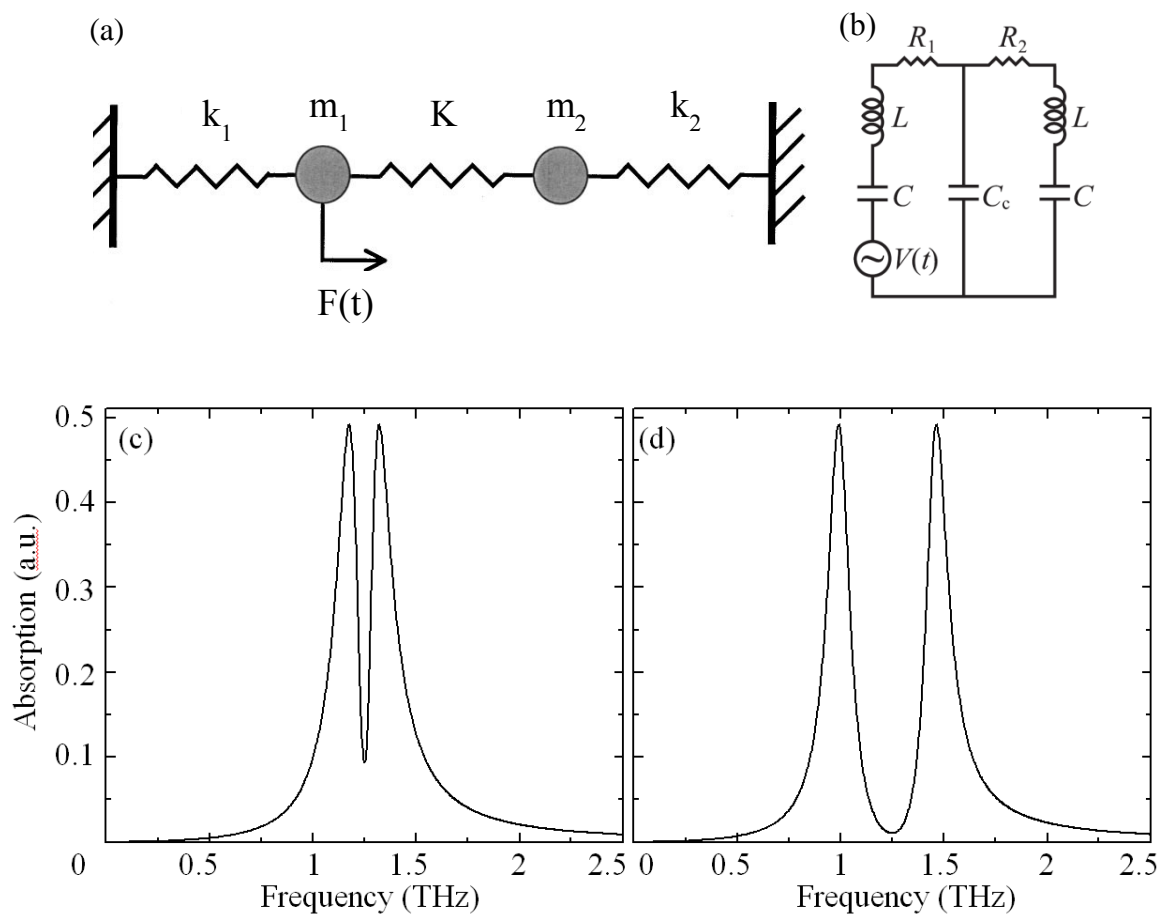 (a)
k1
m1
K
m2
k2
F(t)
(b)
R1
R2
L
L
C
Cc
C
V(t)
~
(c)
(d)
0.5
0.4
0.3
0.2
0.1
0
Absorption (a.u.)
0.5
1
1.5
2
2.5
0
0.5
1
1.5
2
2.5
Frequency (THz)
Frequency (THz)